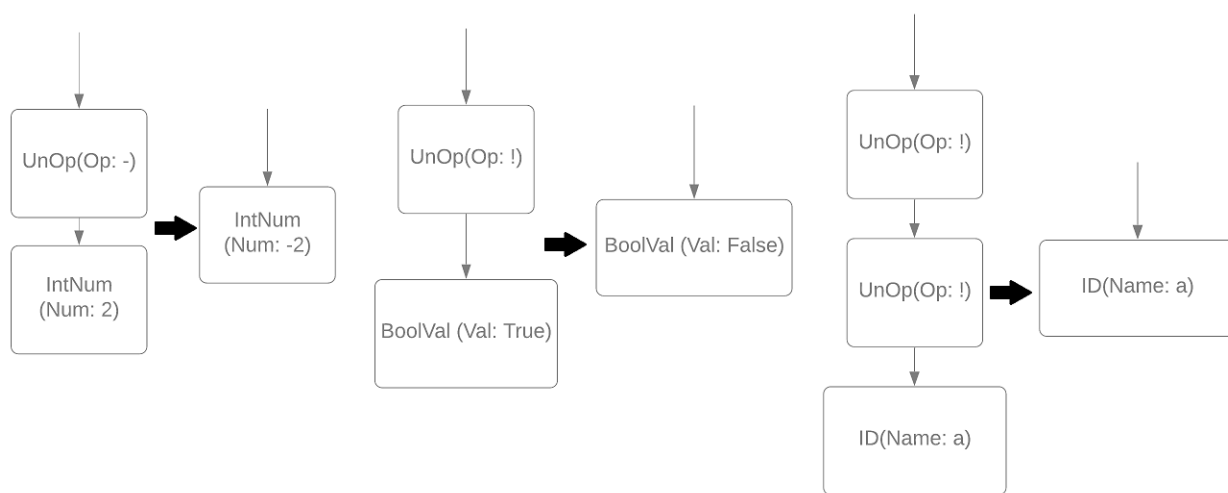 UnOp(Op: -)
IntNum
(Num: 2)
IntNum
(Num: -2)
UnOp(Op: !)
BoolVal (Val: True)
BoolVal (Val: False)
UnOp(Op: !)
UnOp(Op: !)
ID(Name: a)
ID(Name: a)